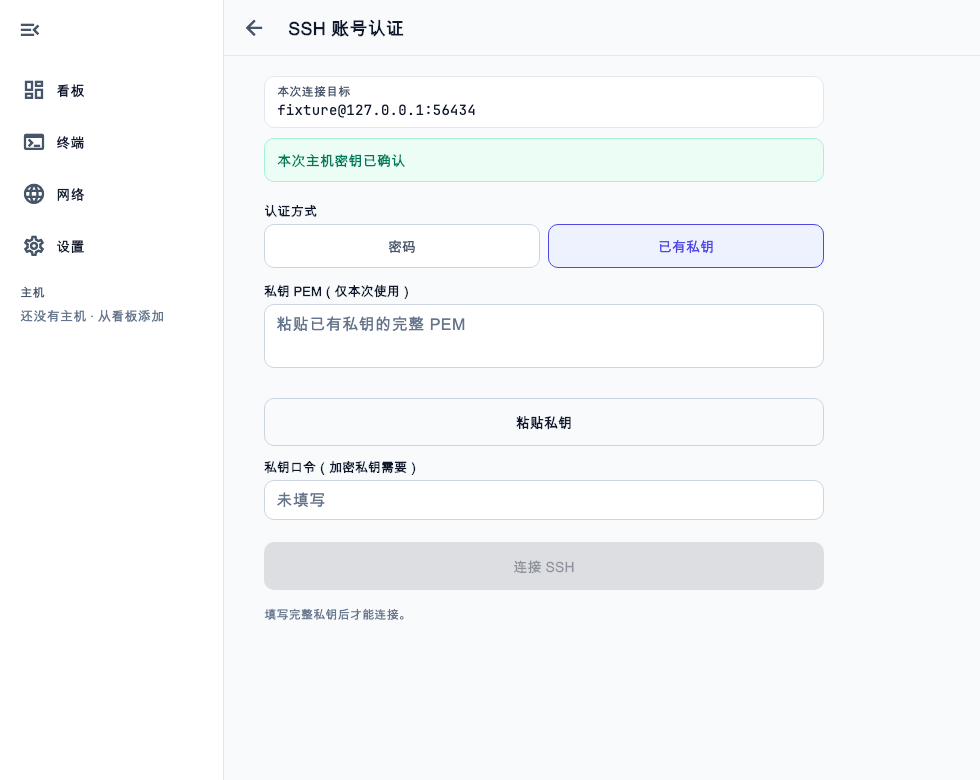 SSH 账号认证
看板
终端
网络
设置
主机
还没有主机 · 从看板添加
本次连接目标
fixture@127.0.0.1:56434
本次主机密钥已确认
认证方式
密码
已有私钥
私钥 PEM ( 仅本次使用 )
粘贴已有私钥的完整 PEM
粘贴私钥
私钥口令 ( 加密私钥需要 )
未填写
连接 SSH
填写完整私钥后才能连接。